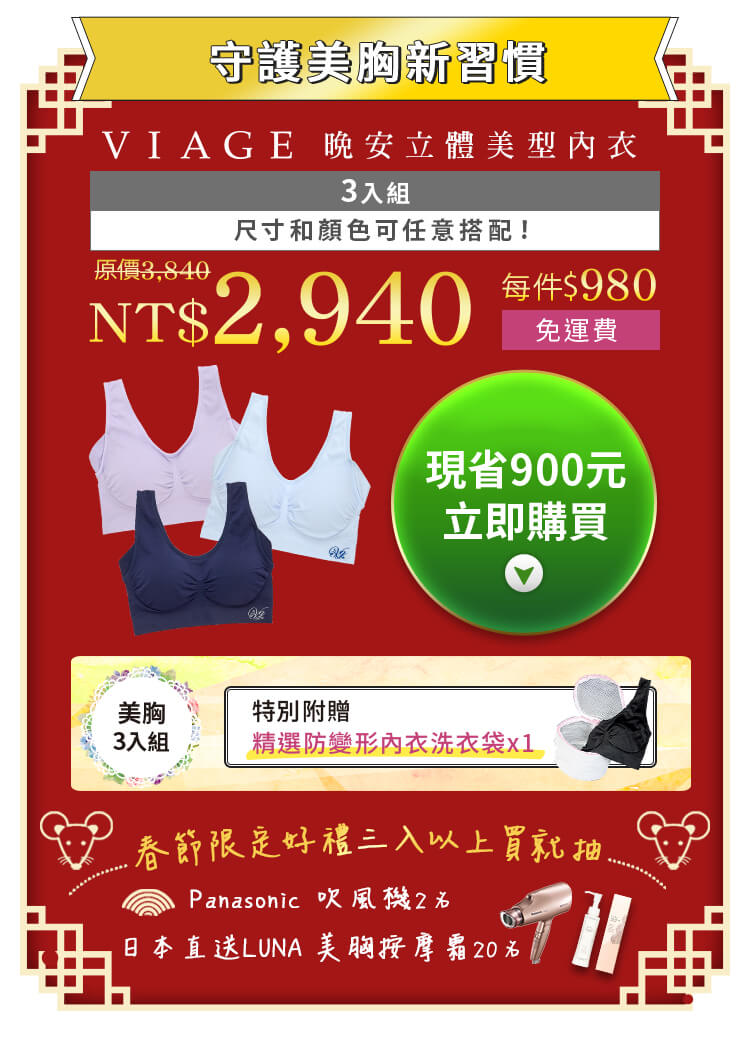 守護美胸新習慣
VIAGE 晚安立體美型內衣
3入組
尺寸和顏色可任意搭配！
原價3,840
NT$2,940
每件$980
免運費
現省900元
立即購買
美胸
3入組
特別附贈
精選防變形內衣洗衣袋x1
春節限定好禮三入以上買就抽
Panasonic 吹風機2名
日本直送LUNA 美胸按摩霜20名